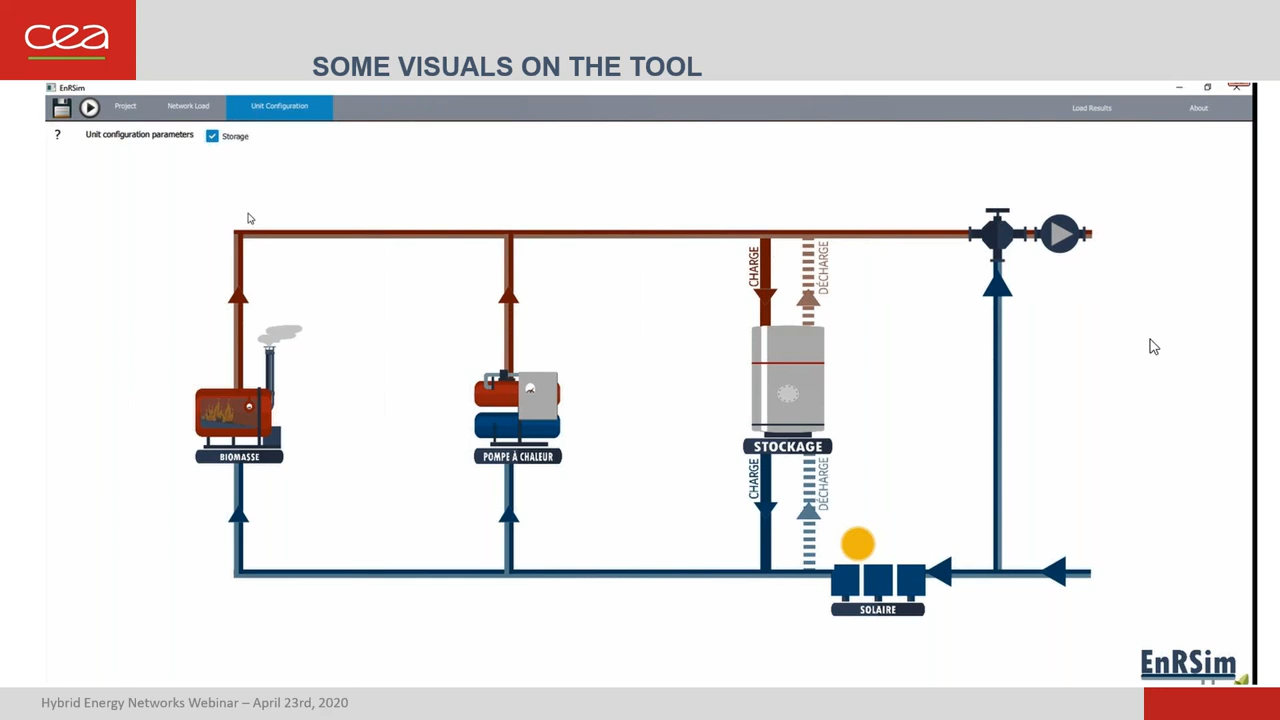 cea
SOME VISUALS ON THE TOOL
EnRSim
Project
Network Load
Unit Configuration
Load Results
About
?
Unit configuration parameters
Storage
CHARGE
DÉCHARGE
BIOMASSE
POMPE À CHALEUR
STOCKAGE
CHARGE
DÉCHARGE
SOLAIRE
EnRSim
Hybrid Energy Networks Webinar – April 23rd, 2020